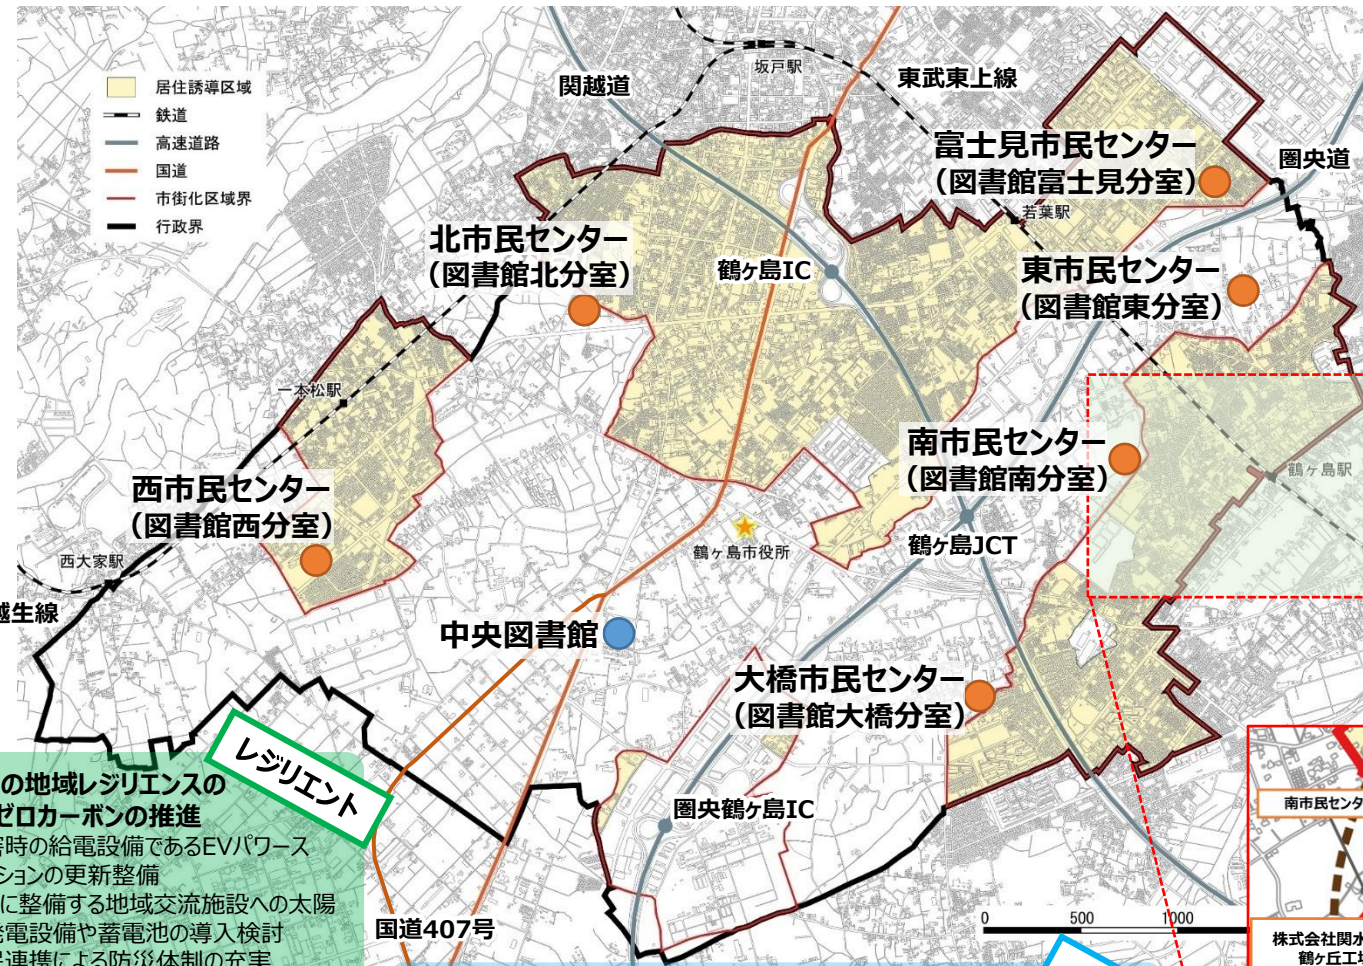 居住誘導区域
鉄道
高速道路
国道
市街化区域界
行政界
坂戸駅
関越道
東武東上線
富士見市民センター
（図書館富士見分室）
圏央道
若葉駅
北市民センター
（図書館北分室）
鶴ヶ島IC
東市民センター
（図書館東分室）
一本松駅
南市民センター
（図書館南分室）
鶴ヶ島駅
西市民センター
（図書館西分室）
鶴ヶ島市役所
鶴ヶ島JCT
西大家駅
越生線
中央図書館
大橋市民センター
（図書館大橋分室）
レジリエント
の地域レジリエンスの
ゼロカーボンの推進
害時の給電設備であるEVパワース
ションの更新整備
に整備する地域交流施設への太陽
発電設備や蓄電池の導入検討
民連携による防災体制の充実
圏央鶴ヶ島IC
国道407号
0 500 1000
南市民センタ
株式会社関水
鶴ヶ丘工場